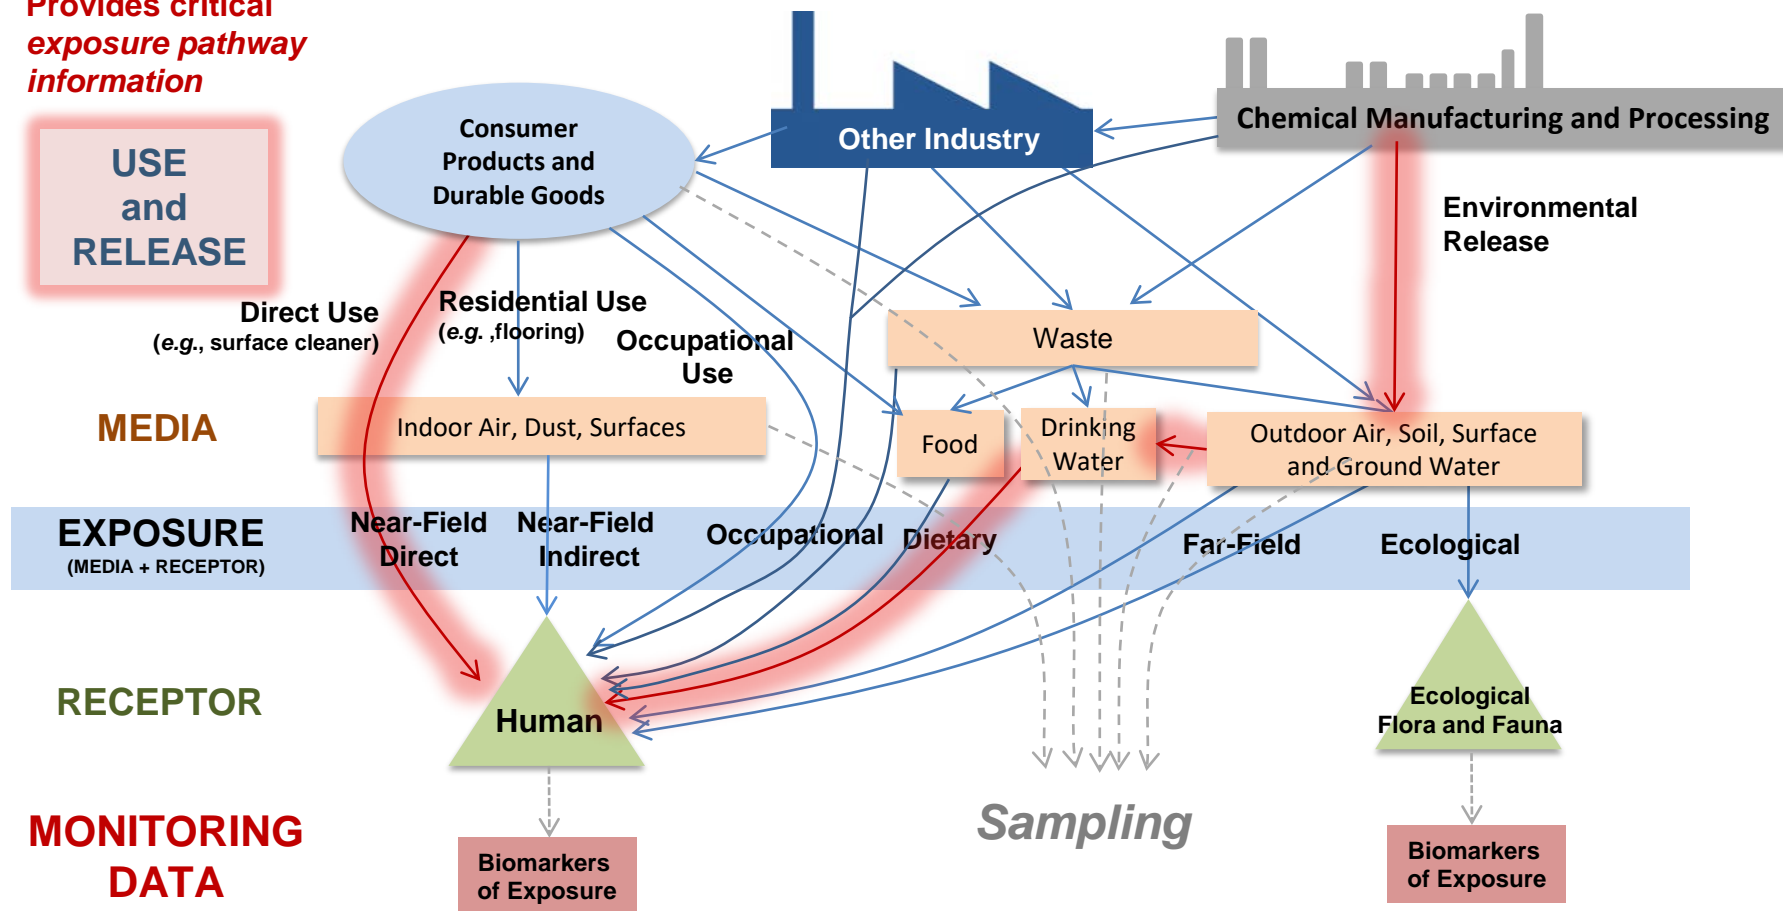 Provides critical
exposure pathway
information
USE
and
RELEASE
Consumer
Products and
Durable Goods
Other Industry
Chemical Manufacturing and Processing
Environmental
Release
Direct Use
(e.g., surface cleaner)
Residential Use
(e.g. ,flooring)
Occupational
Use
Waste
MEDIA
Indoor Air, Dust, Surfaces
Food
Drinking
Water
Outdoor Air, Soil, Surface
and Ground Water
EXPOSURE
(MEDIA + RECEPTOR)
Near-Field
Direct
Near-Field
Indirect
Occupational
Dietary
Far-Field
Ecological
RECEPTOR
Human
Ecological
Flora and Fauna
MONITORING
DATA
Biomarkers
of Exposure
Sampling
Biomarkers
of Exposure